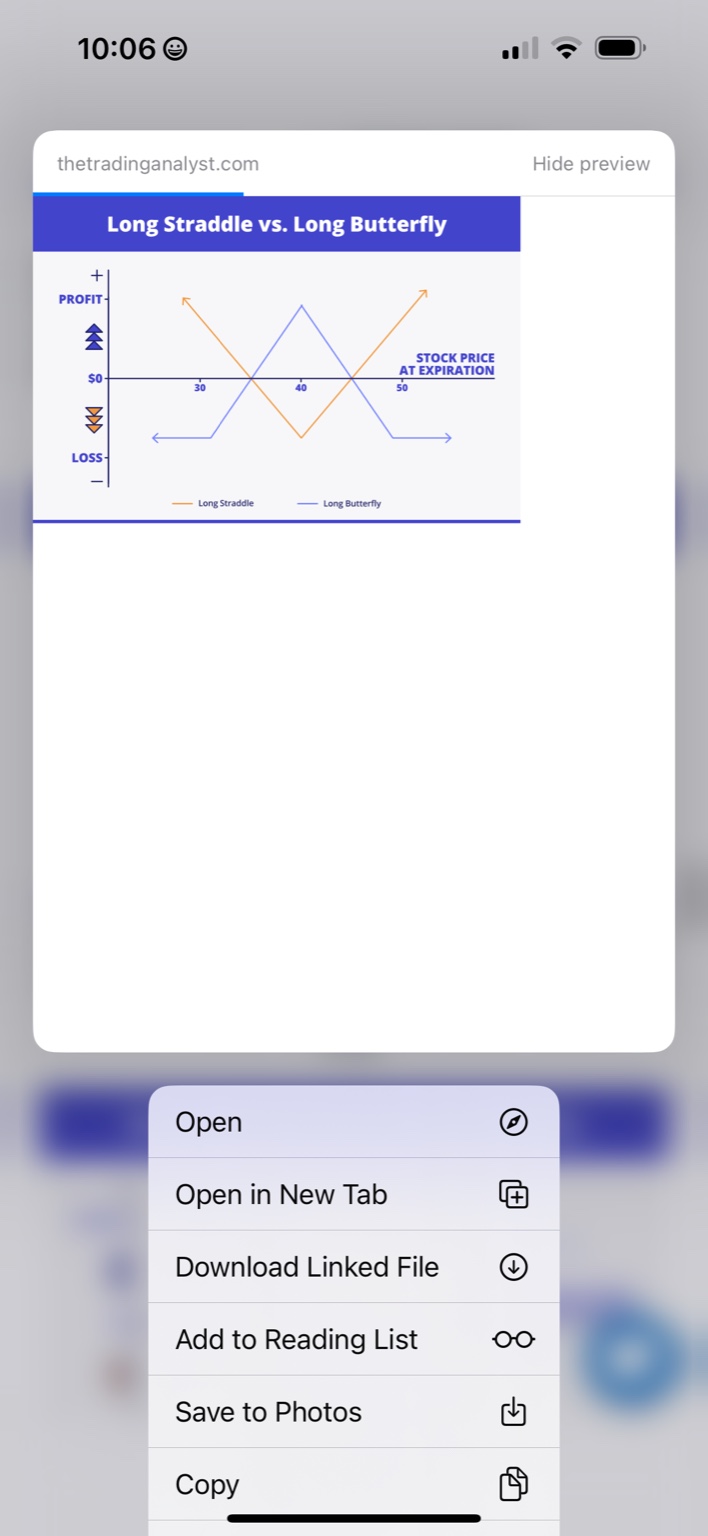 10:06
thetradinganalyst.com
Hide preview
Long Straddle vs. Long Butterfly
+
PROFIT
STOCK PRICE
AT EXPIRATION
$0
30
40
50
LOSS
—
Long Straddle
Long Butterfly
Open
Open in New Tab
Download Linked File
Add to Reading List
Save to Photos
Copy